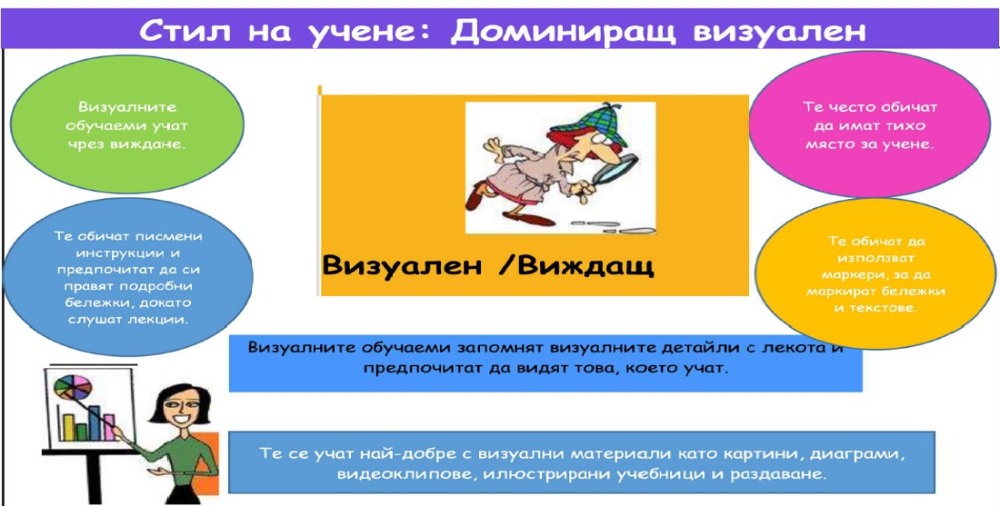 Стил на учене: Доминиращ визуален
Визуалните
обучаеми учат
чрез виждане.
Те често обичат
да имат тихо
място за учене.
Те обичат писмени
инструкции и
предпочитат да си
правят подробни
бележки, докато
слушат лекции.
Визуален /Виждащ
Те обичат да
използват
маркери, за да
маркират бележки
и текстове.
Визуалните обучаеми запомнят визуалните детайли с лекота и
предпочитат да видят това, което учат.
Те се учат най-добре с визуални материали като картини, диаграми,
видеоклипове, илюстрирани учебници и раздаване.